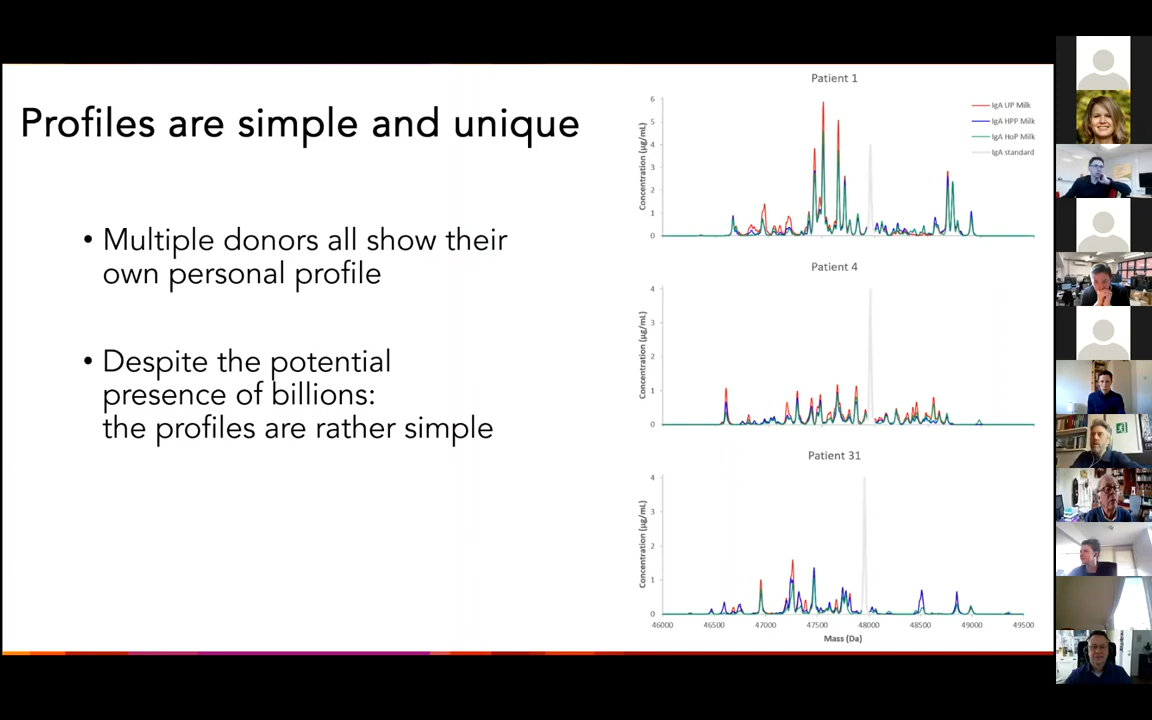 Profiles are simple and unique
• Multiple donors all show their
own personal profile
• Despite the potential
presence of billions:
the profiles are rather simple
Patient 1
Concentration (µg/mL)
6
5
4
3
2
1
0
IgA UP Milk
IgA HPP Milk
IgA HoP Milk
IgA standard
Patient 4
Concentration (µg/mL)
4
3
2
1
0
Patient 31
Concentration (µg/mL)
4
3
2
1
0
46000 46500 47000 47500 48000 48500 49000 49500
Mass (Da)